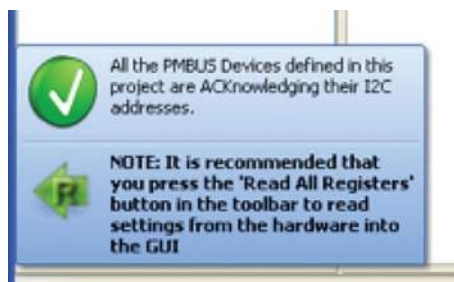 All the PMBUS Devices defined in this
project are ACKnowledging their I2C
addresses.
NOTE: It is recommended that
you press the 'Read All Registers'
button in the toolbar to read
settings from the hardware into
the GUI
R